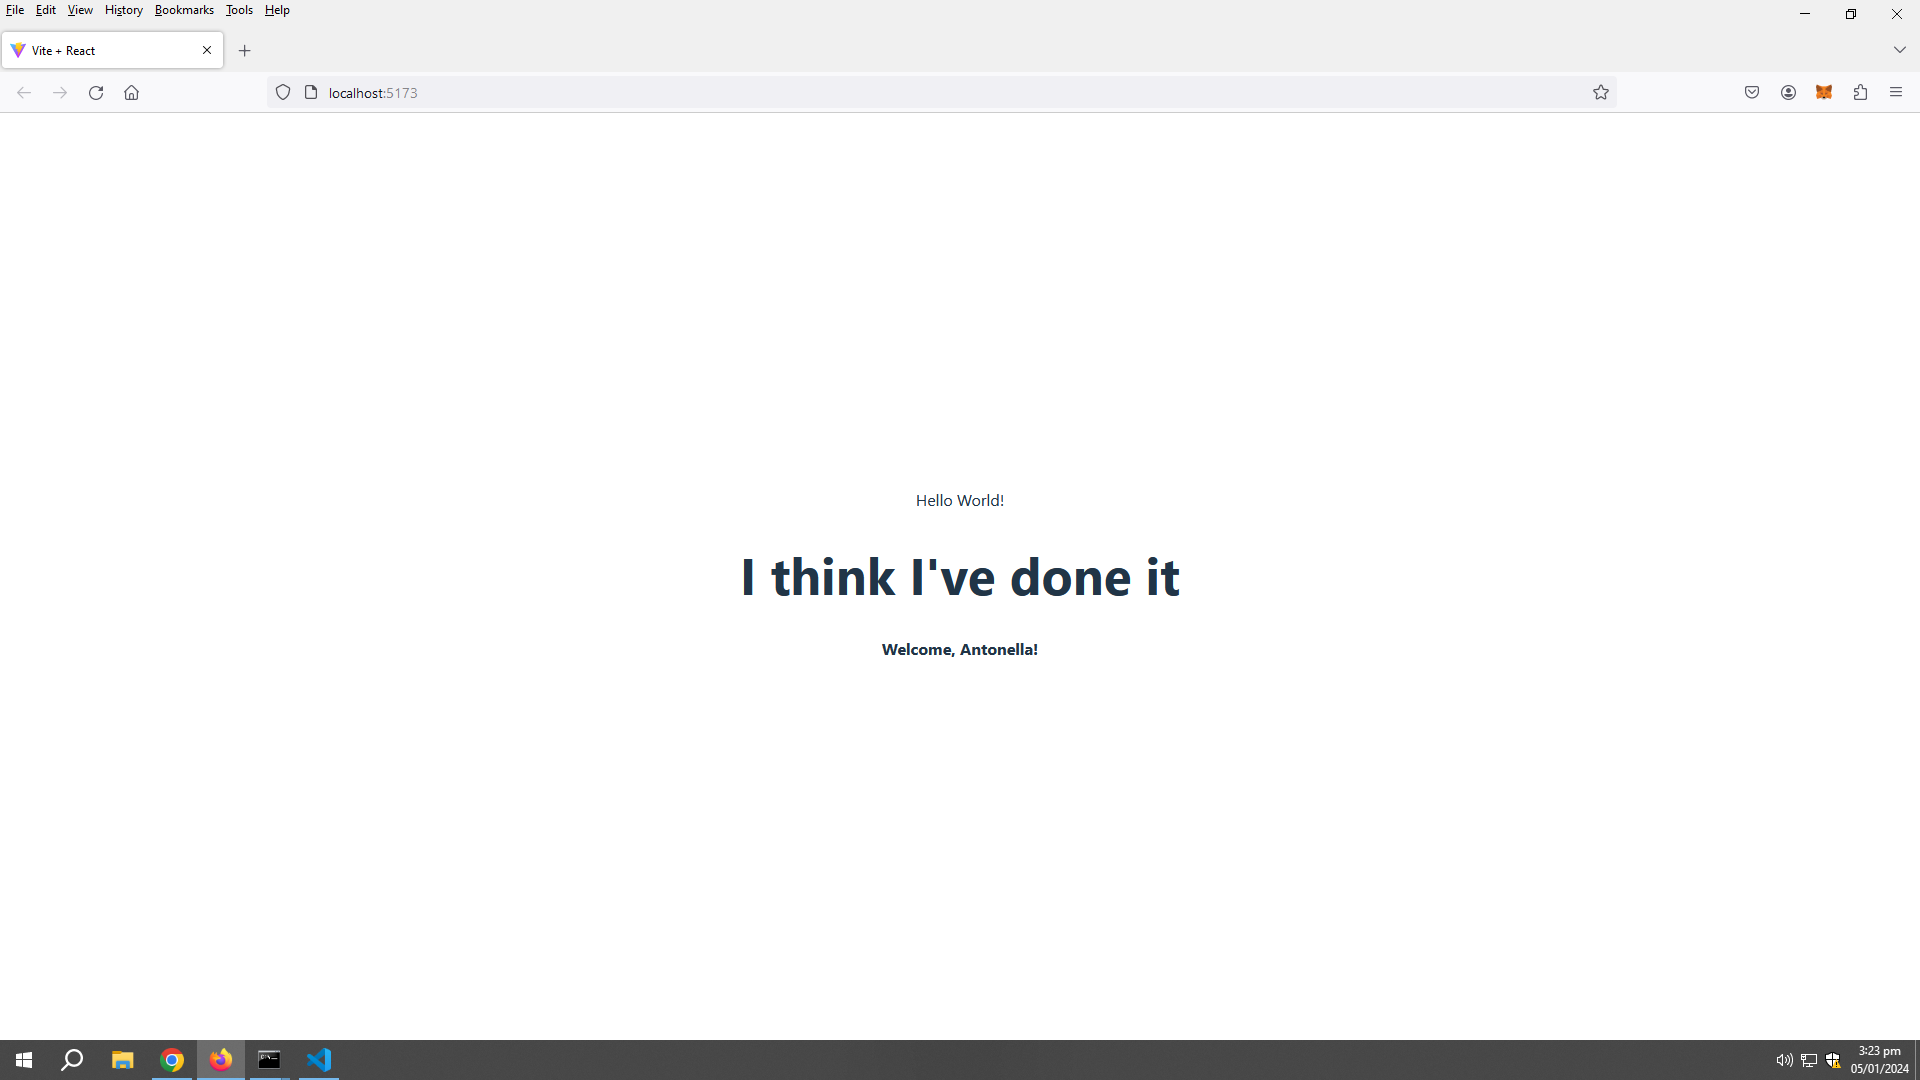 File Edit View History Bookmarks Tools Help
Vite + React
localhost:5173
Hello World!
I think I've done it
Welcome, Antonella!
3:23 pm
05/01/2024